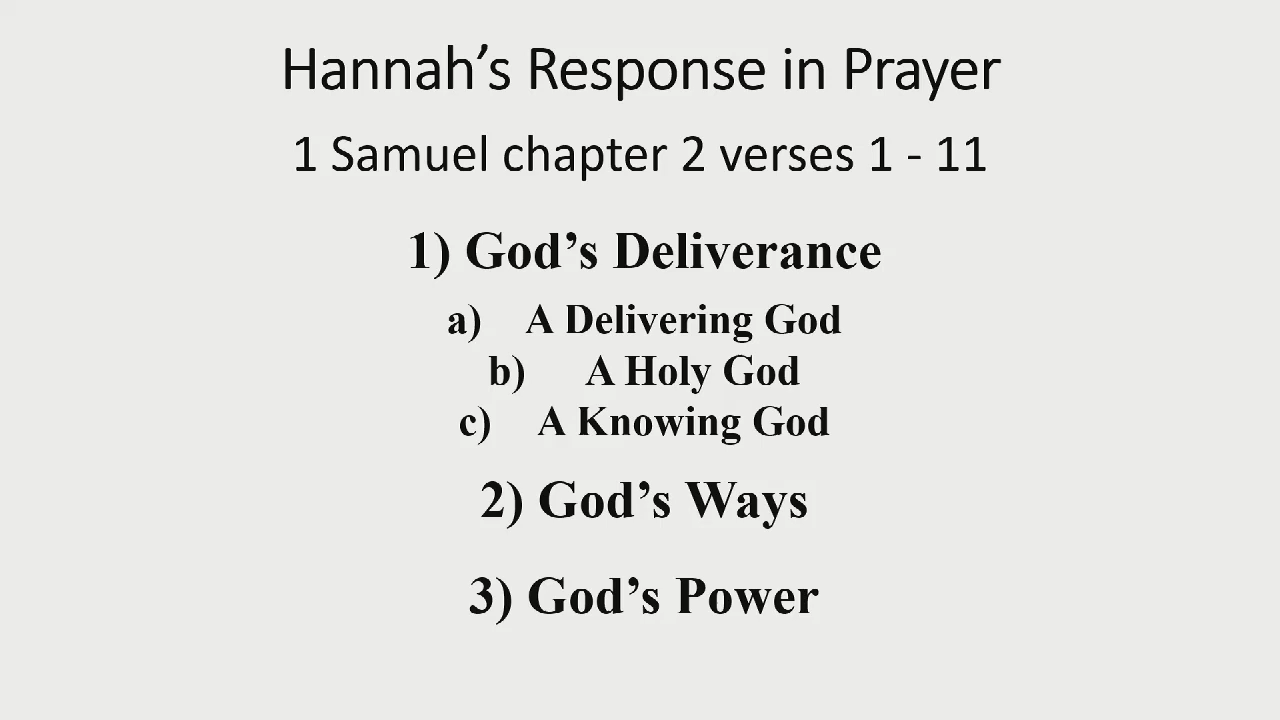 Hannah’s Response in Prayer
1 Samuel chapter 2 verses 1 - 11
1) God’s Deliverance
a) A Delivering God
b) A Holy God
c) A Knowing God
2) God’s Ways
3) God’s Power